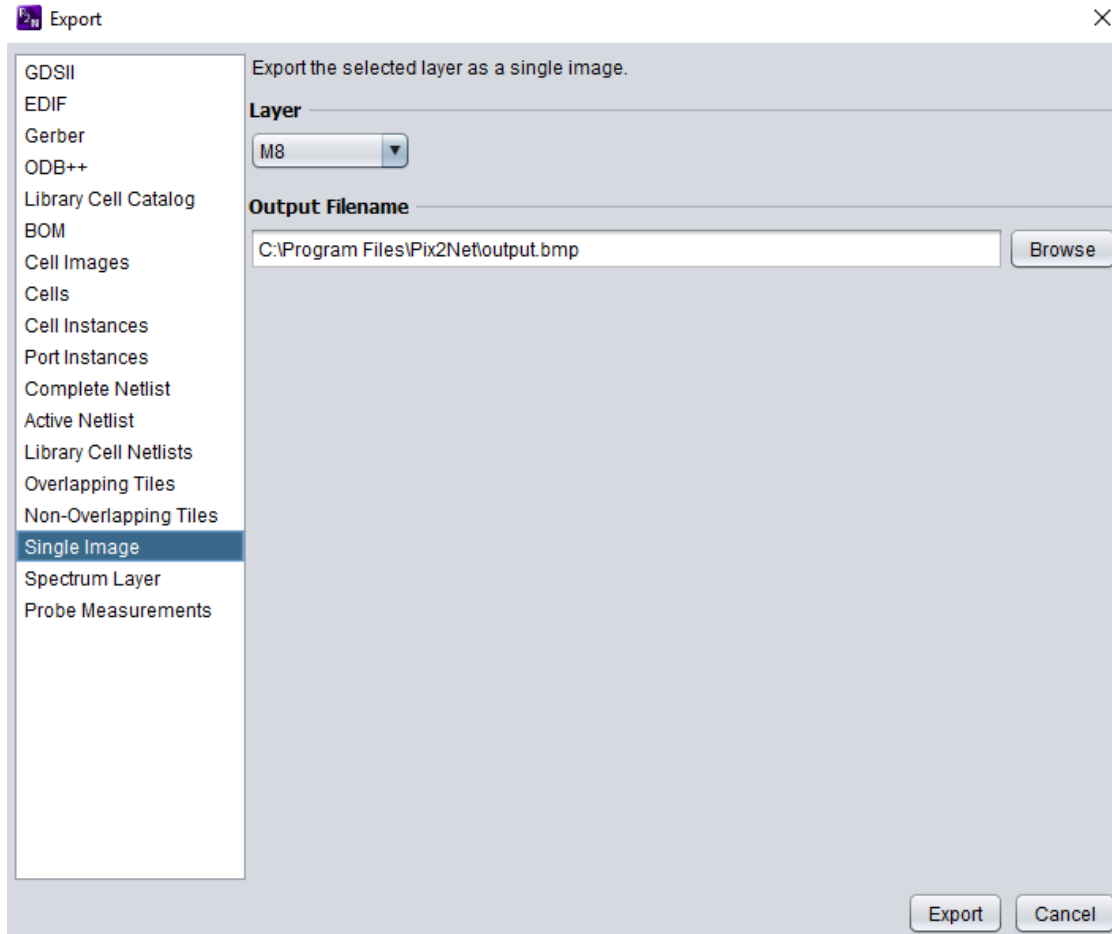 P2N Export
GDSII
EDIF
Gerber
ODB++
Library Cell Catalog
BOM
Cell Images
Cells
Cell Instances
Port Instances
Complete Netlist
Active Netlist
Library Cell Netlists
Overlapping Tiles
Non-Overlapping Tiles
Single Image
Spectrum Layer
Probe Measurements
Export the selected layer as a single image.
Layer
M8
Output Filename
C:\Program Files\Pix2Net\output.bmp
Browse
Export
Cancel